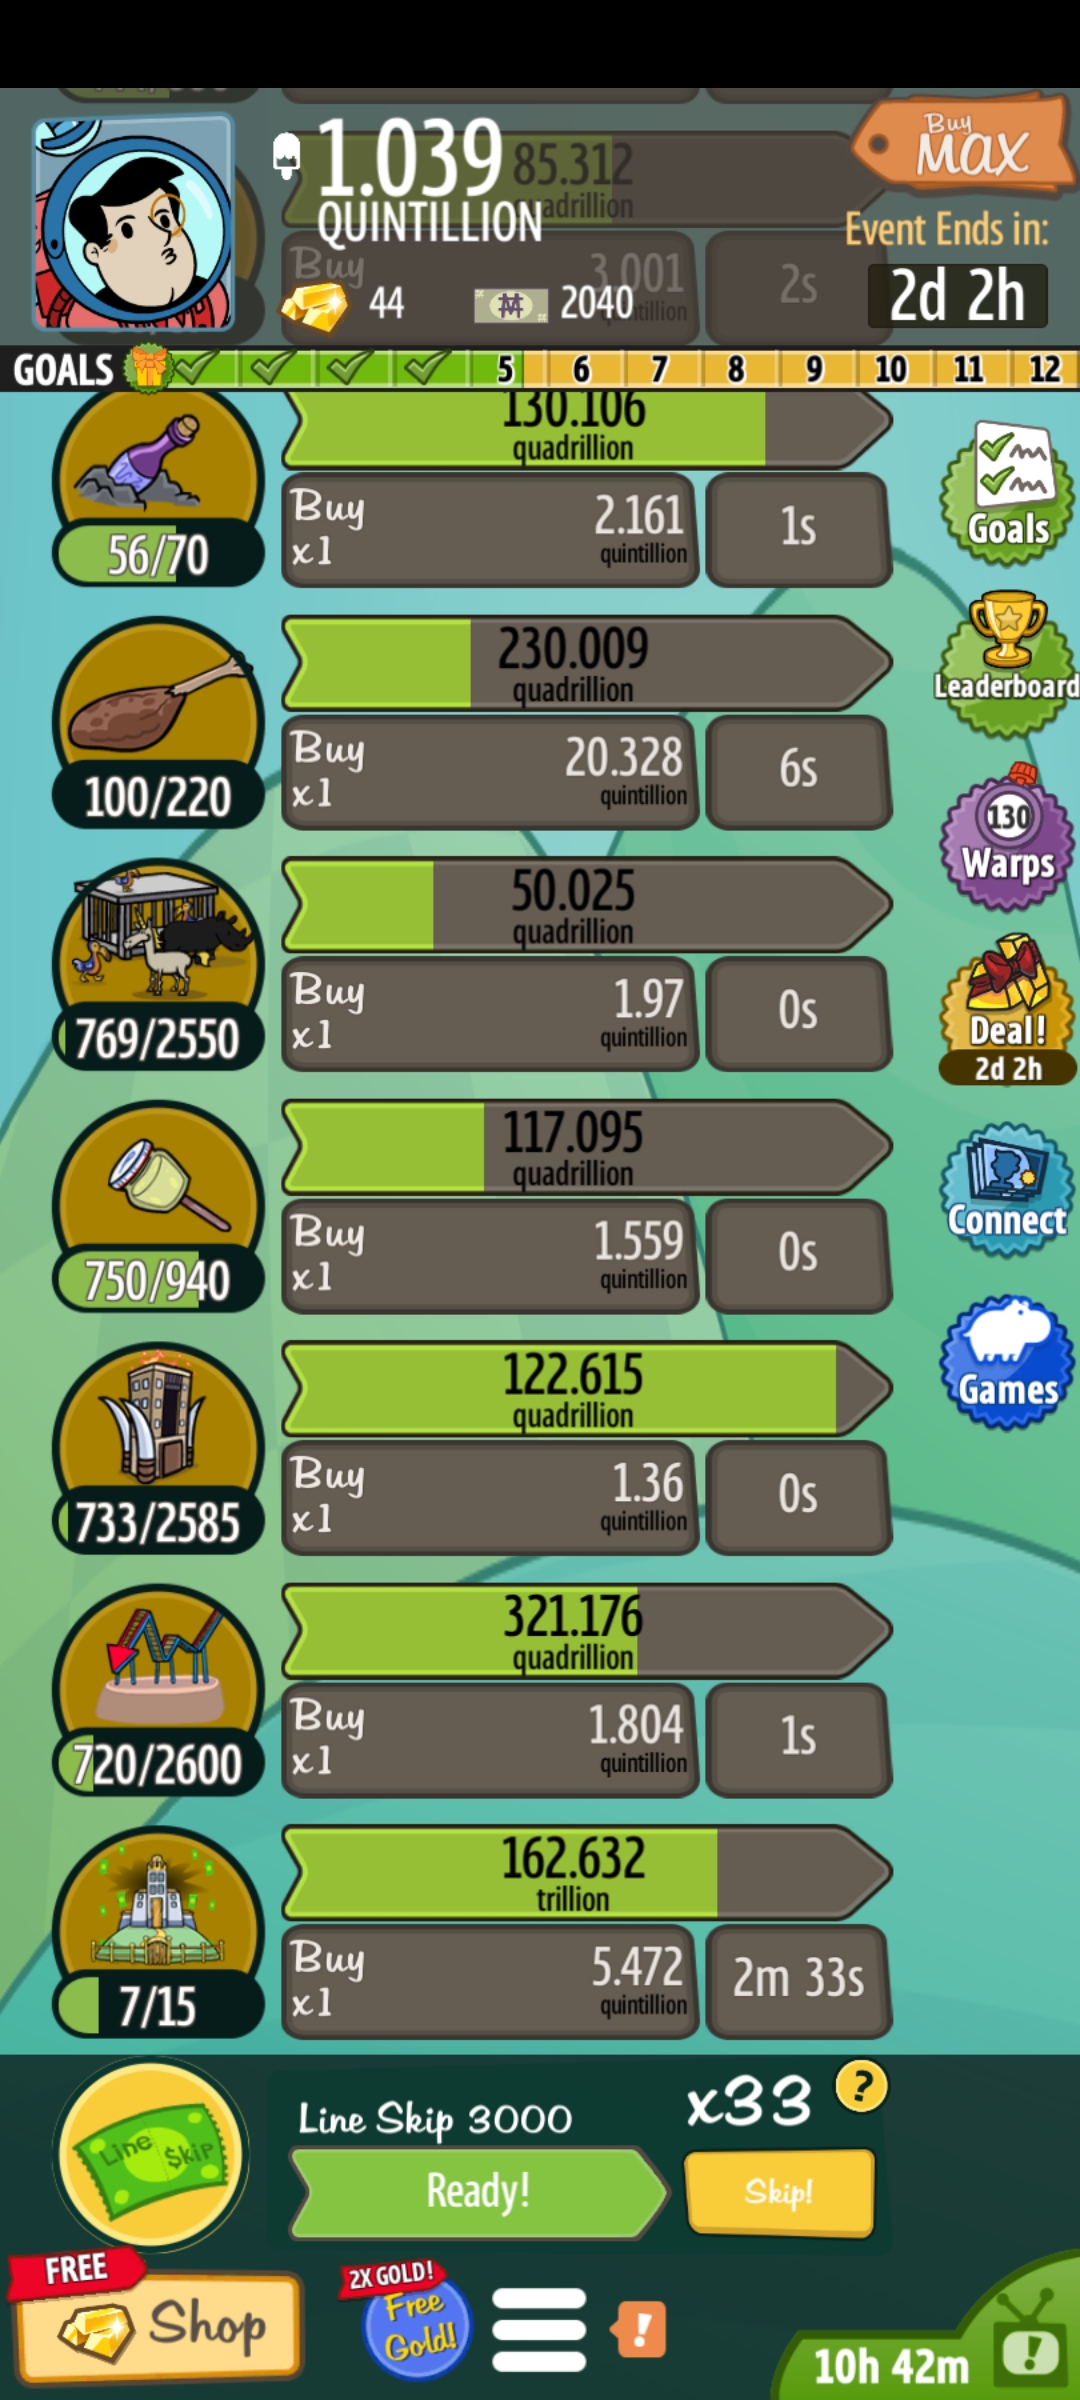 1.039
QUINTILLION
85.312
quadrillion
Buy
MAX
Event Ends in:
2d 2h
Buy
3.001
2s
44
2040
GOALS 5 6 7 8 9 10 11 12
130.106
quadrillion
56/70
Buy
x1
2.161
quintillion
1s
Goals
230.009
quadrillion
100/220
Buy
x1
20.328
quintillion
6s
Leaderboard
130
Warps
50.025
quadrillion
769/2550
Buy
x1
1.97
quintillion
0s
Deal!
2d 2h
117.095
quadrillion
750/940
Buy
x1
1.559
quintillion
0s
Connect
122.615
quadrillion
733/2585
Buy
x1
1.36
quintillion
0s
Games
321.176
quadrillion
720/2600
Buy
x1
1.804
quintillion
1s
162.632
trillion
7/15
Buy
x1
5.472
quintillion
2m 33s
Line $kip
Line Skip 3000
x33
?
Ready!
Skip!
FREE
Shop
2X GOLD!
Free
Gold!
!
10h 42m
!